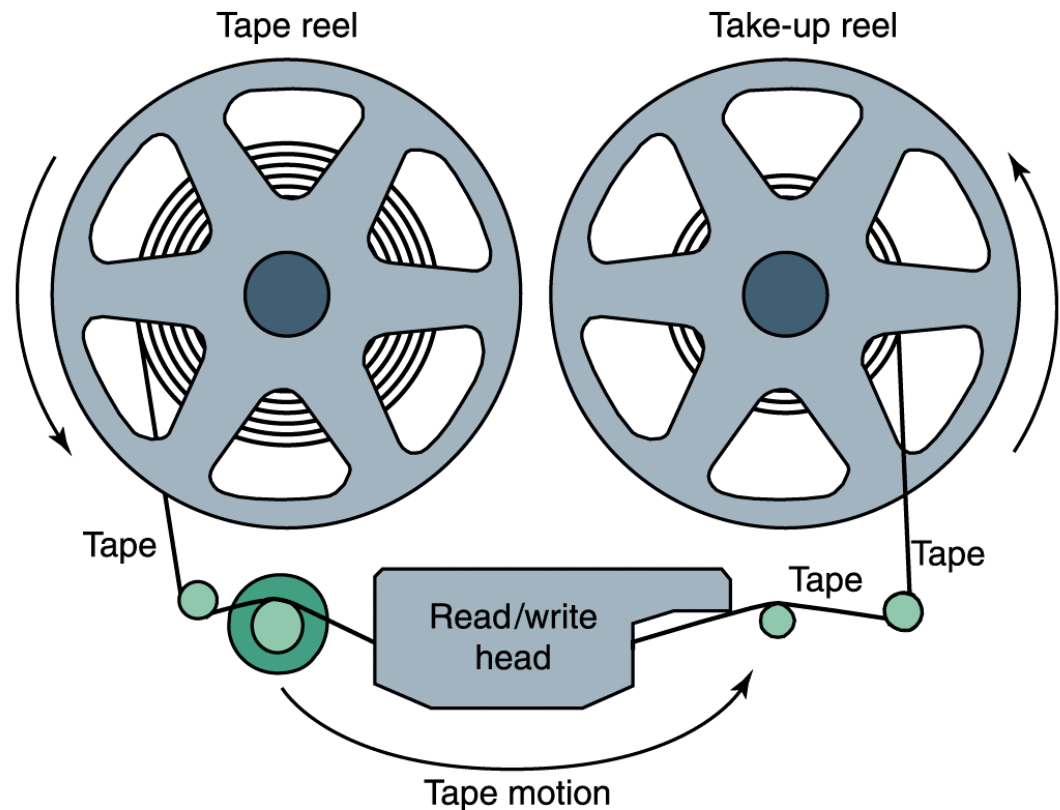 Tape reel
Take-up reel
Tape
Tape
Tape
Read/write
head
Tape motion